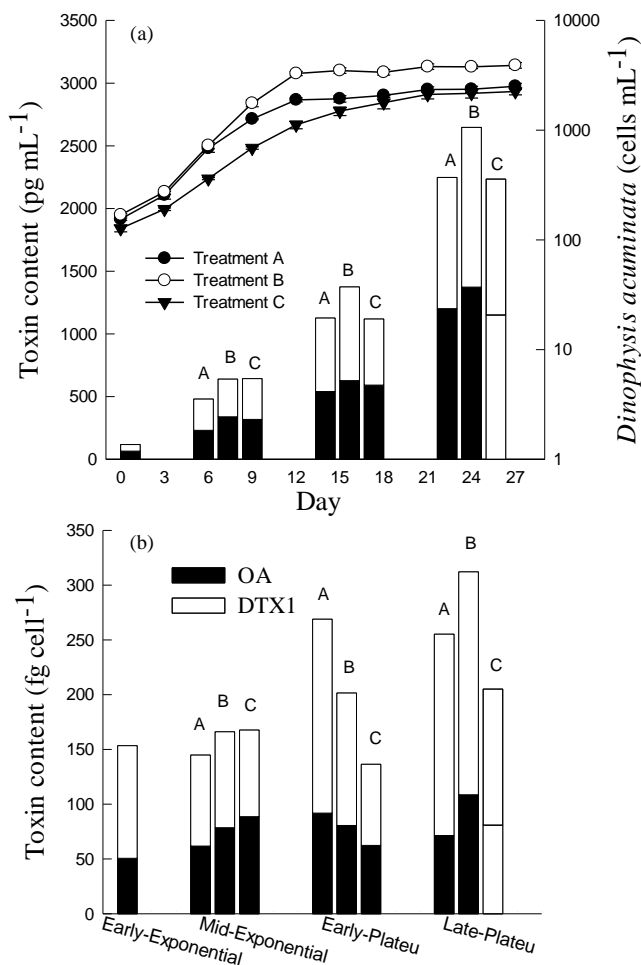 3500
3000
2500
2000
1500
1000
500
0
Toxin content (pg mL-1)
(a)
10000
1000
100
10
1
Dinophysis acuminata (cells mL-1)
Treatment A
Treatment B
Treatment C
A B C
A B C
A B C
0 3 6 9 12 15 18 21 24 27
Day
350
300
250
200
150
100
50
0
Toxin content (fg cell-1)
(b)
OA
DTX1
A B C
A B C
A B C
Early-Exponential
Mid-Exponential
Early-Plateu
Late-Plateu